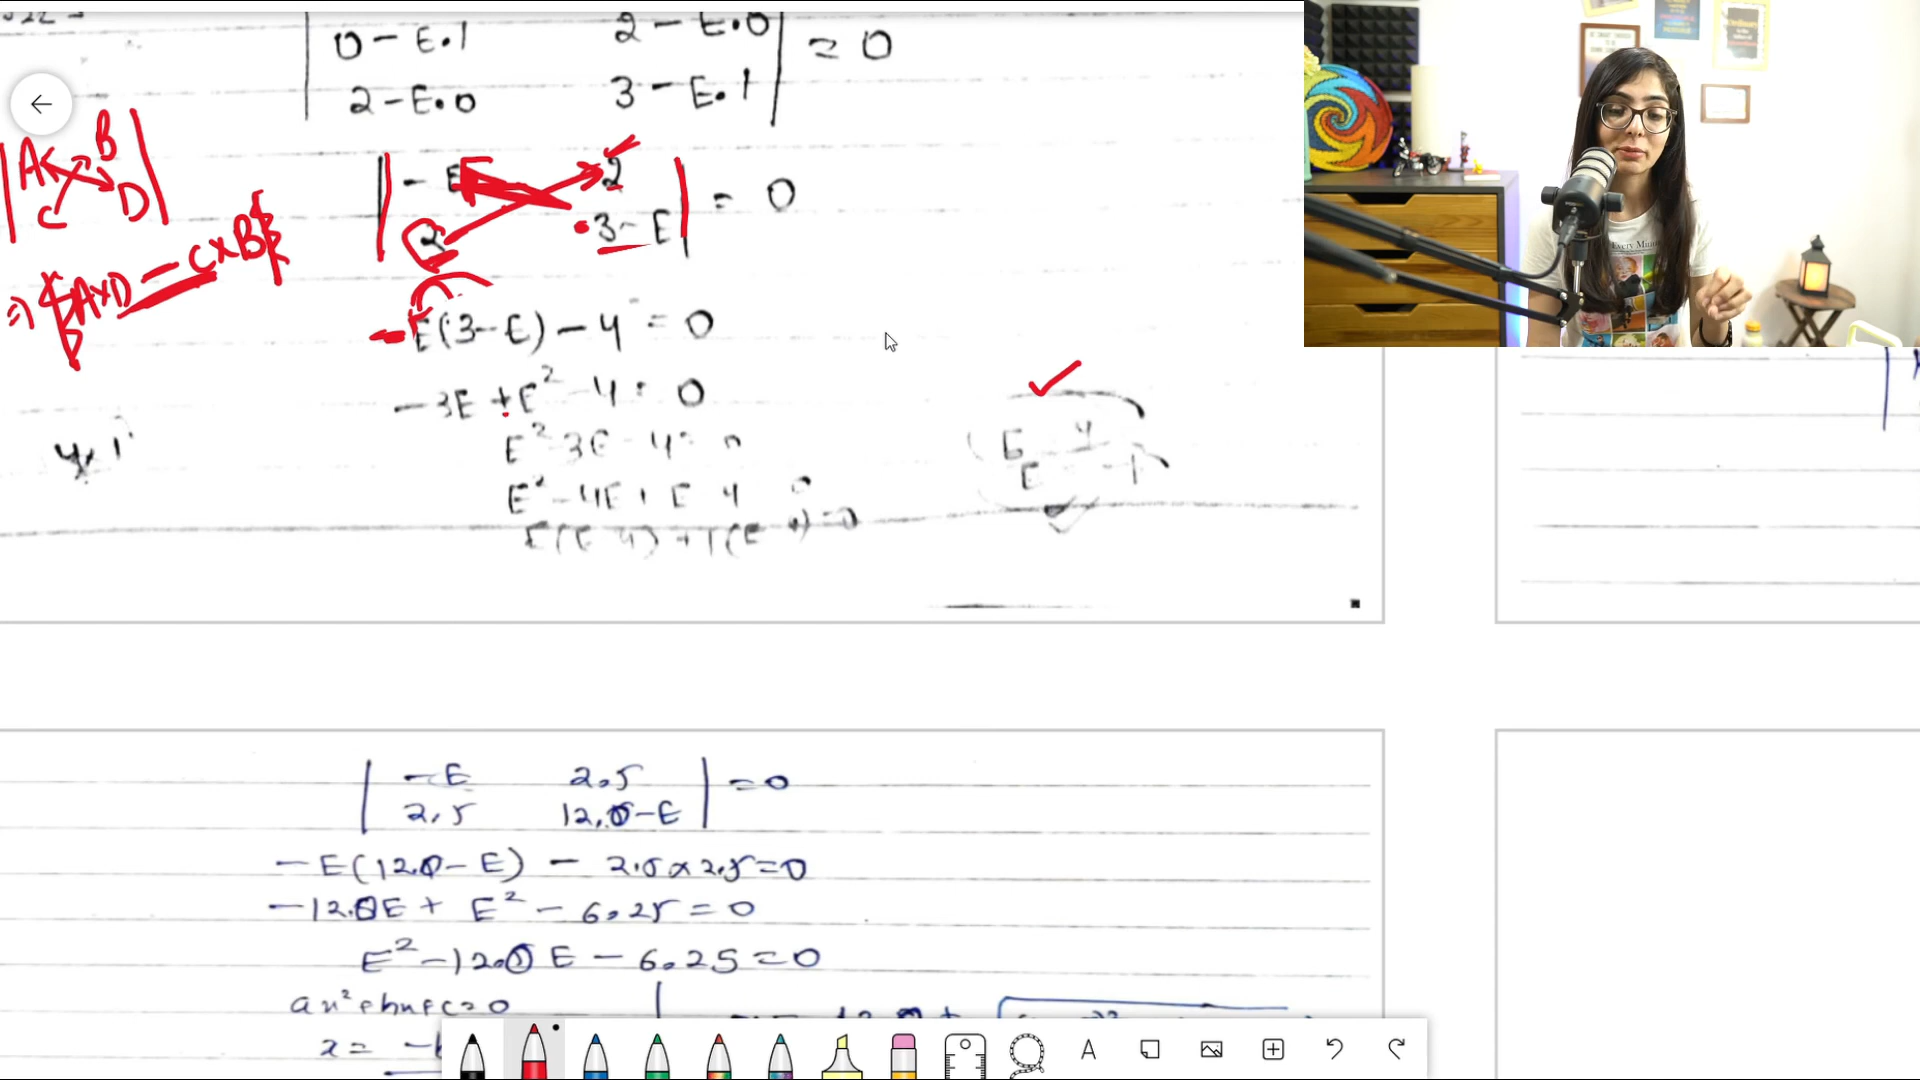 0 - E.1 2 - E.0
= 0
2 - E.0 3 - E.1
A B
C D
⇒ A×D - C×B
- E 2
= 0
2 3 - E
- E(3 - E) - 4 = 0
- 3E + E² - 4 = 0
E² 3E 4 = 0
E² - 4E + E 4 0
E 4
E -1
- E 2.5
= 0
2.5 12.0 - E
- E(12.0 - E) - 2.5 x 2.5 = 0
- 12.0E + E² - 6.25 = 0
E² - 12.0 E - 6.25 = 0
ax² + bx + c = 0
x = - b
Every Mum
A